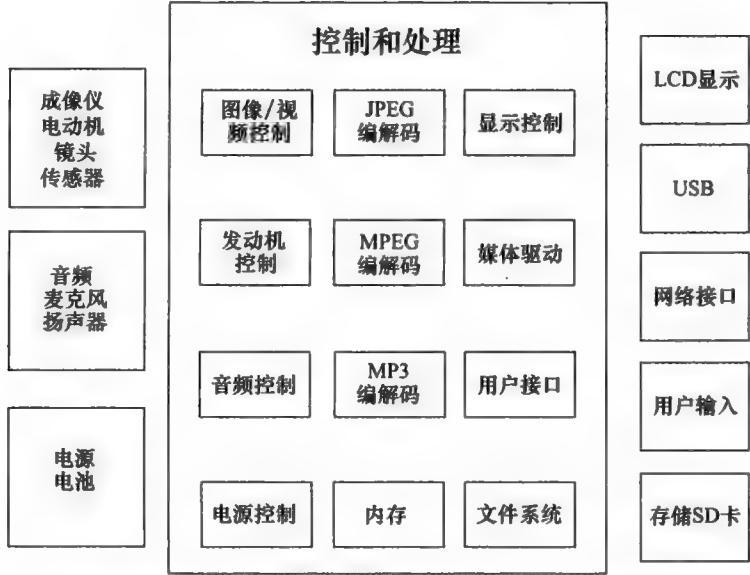 控制和处理
成像仪
电动机
镜头
传感器
音频
麦克风
扬声器
电源
电池
图像/视
频控制
JPEG
编解码
显示控制
发动机
控制
MPEG
编解码
媒体驱动
音频控制
MP3
编解码
用户接口
电源控制
内存
文件系统
LCD显示
USB
网络接口
用户输入
存储SD卡